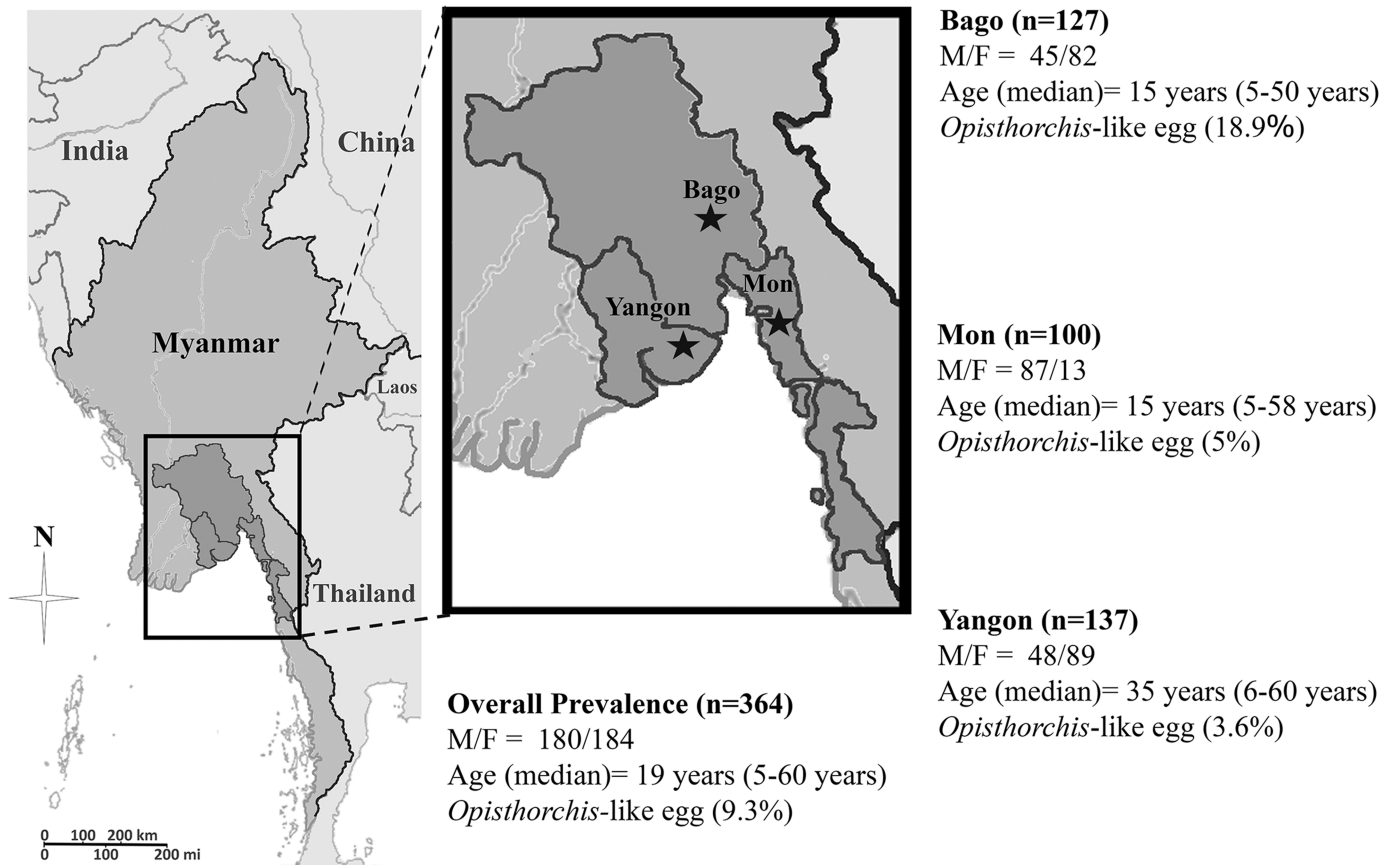 India
China
Myanmar
Laos
Thailand
N
0 100 200 km
0 100 200 mi
Bago
Mon
Yangon
Bago (n=127)
M/F = 45/82
Age (median)= 15 years (5-50 years)
Opisthorchis-like egg (18.9%)
Mon (n=100)
M/F = 87/13
Age (median)= 15 years (5-58 years)
Opisthorchis-like egg (5%)
Yangon (n=137)
M/F = 48/89
Age (median)= 35 years (6-60 years)
Opisthorchis-like egg (3.6%)
Overall Prevalence (n=364)
M/F = 180/184
Age (median)= 19 years (5-60 years)
Opisthorchis-like egg (9.3%)